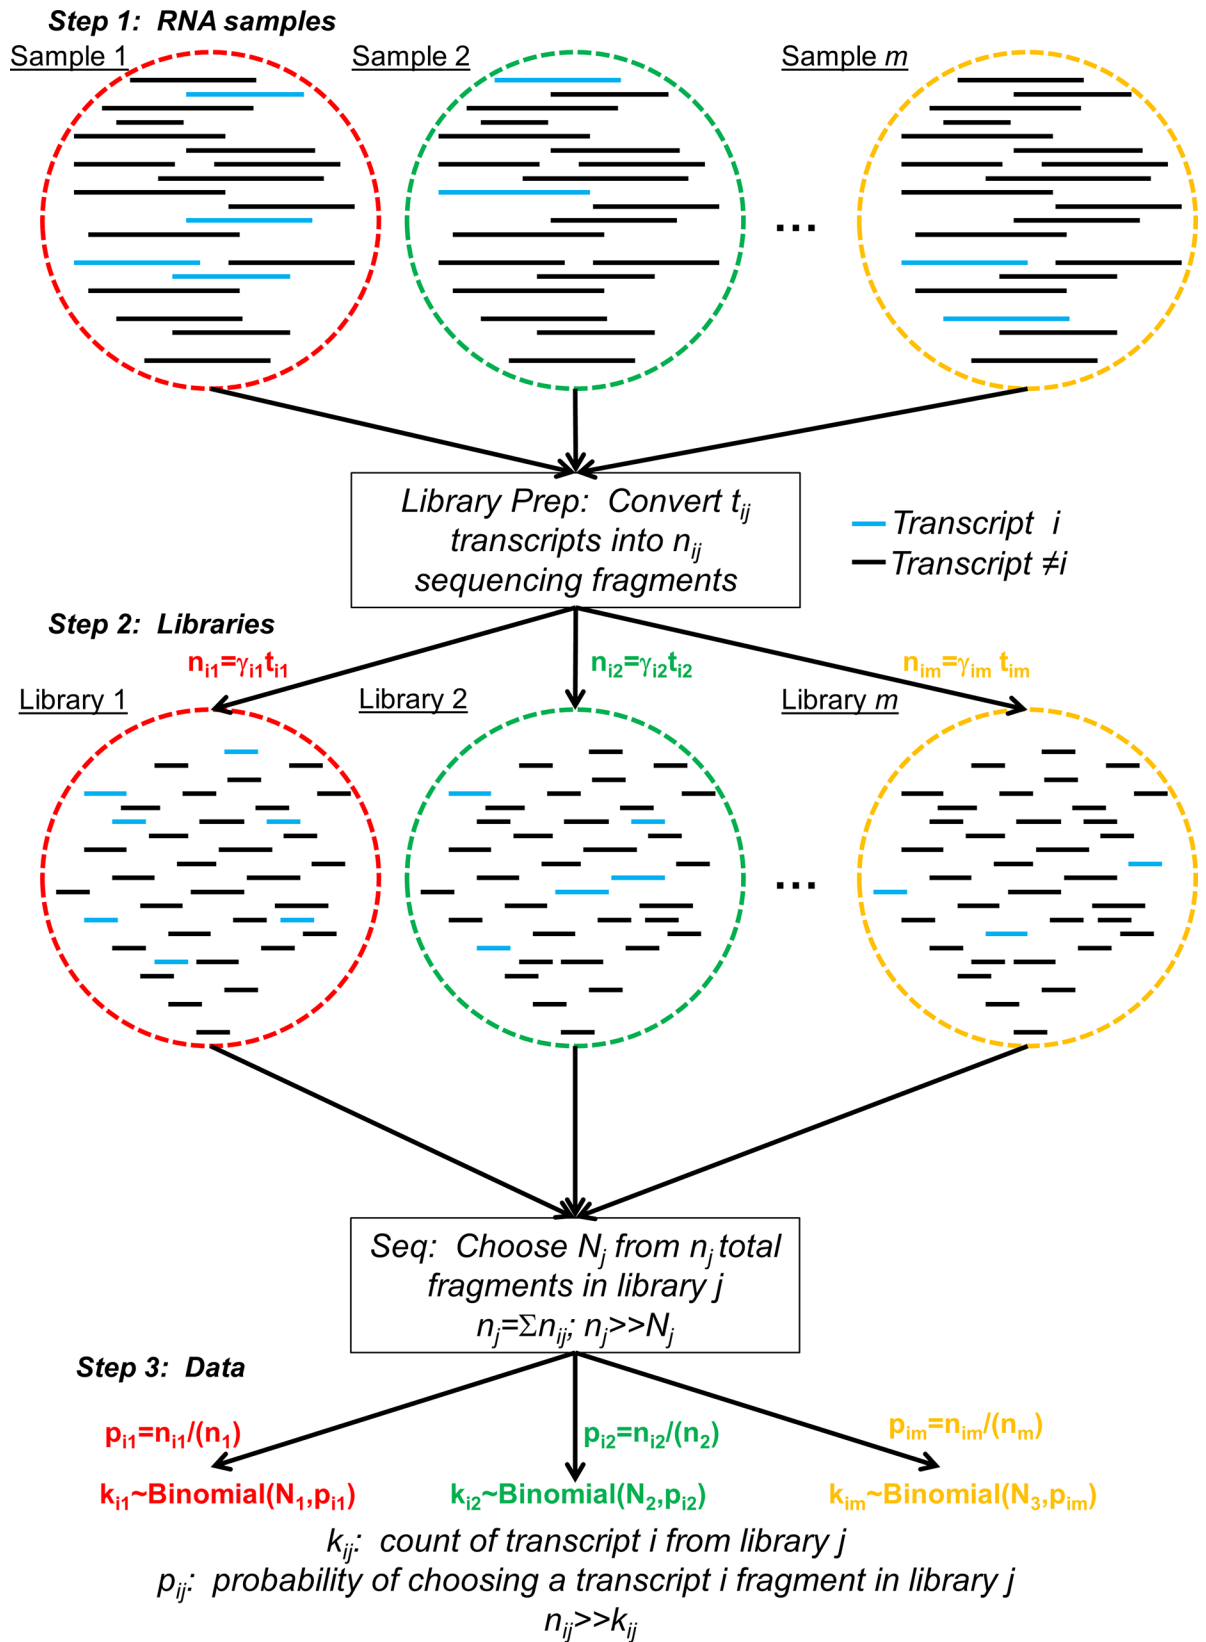 Step 1:  RNA samples
Sample 1
Sample 2
Sample m
...
Library Prep:  Convert tij
transcripts into nij
sequencing fragments
Transcript  i
Transcript ≠i
Step 2:  Libraries
ni1=γi1ti1
ni2=γi2ti2
nim=γim tim
Library 1
Library 2
Library m
...
Seq:  Choose Nj from nj total
fragments in library j
nj=Σnij; nj>>Nj
Step 3:  Data
pi1=ni1/(n1)
pi2=ni2/(n2)
pim=nim/(nm)
ki1~Binomial(N1,pi1)
ki2~Binomial(N2,pi2)
kim~Binomial(N3,pim)
kij:  count of transcript i from library j
pij:  probability of choosing a transcript i fragment in library j
nij>>kij